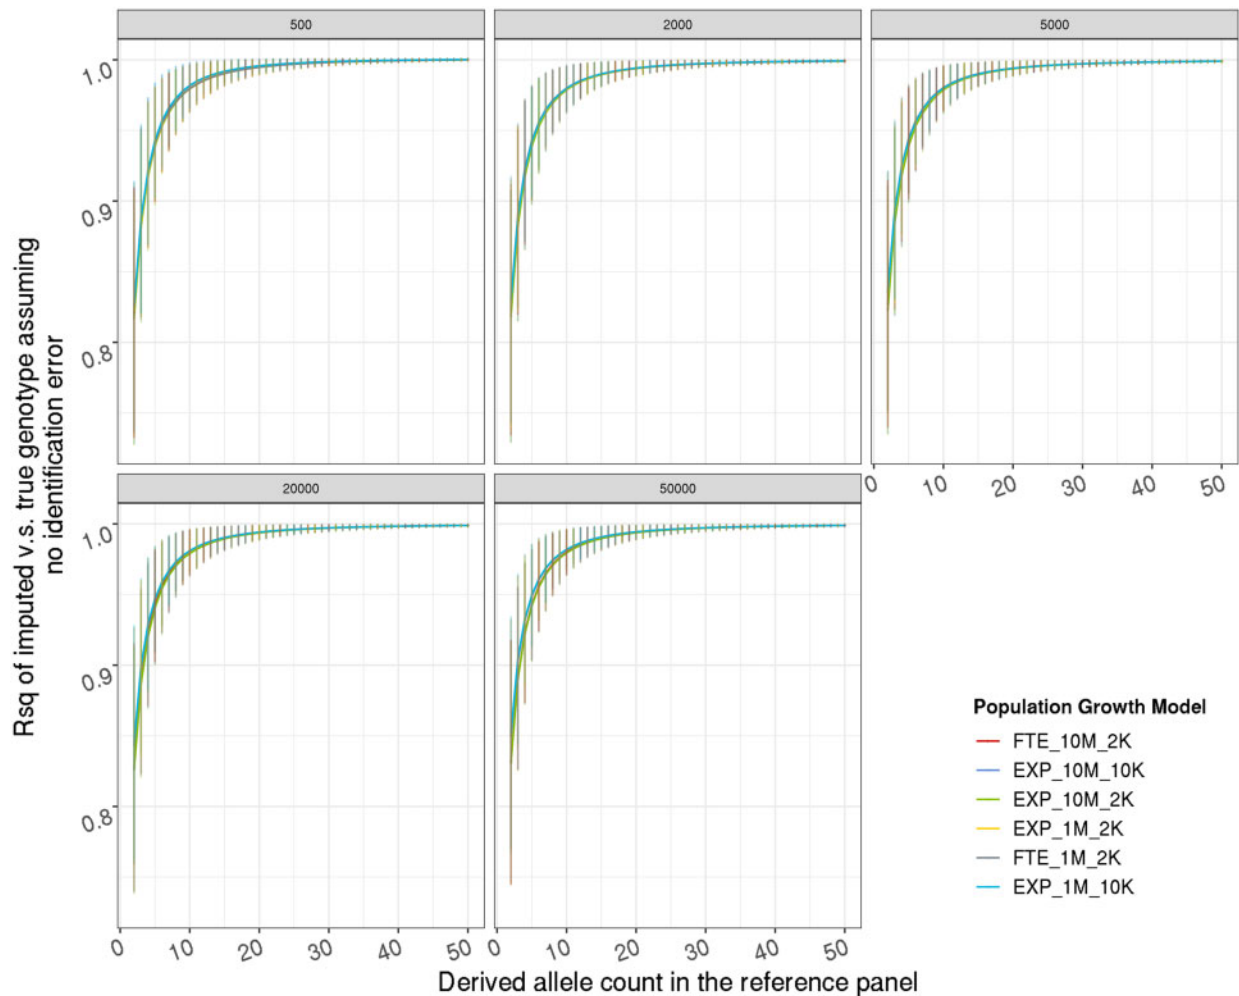 500
2000
5000
1.0
0.9
0.8
0
10
20
30
40
50
20000
50000
1.0
0.9
0.8
0
10
20
30
40
50
0
10
20
30
40
50
Rsq of imputed v.s. true genotype assuming
no identification error
Derived allele count in the reference panel
Population Growth Model
FTE_10M_2K
EXP_10M_10K
EXP_10M_2K
EXP_1M_2K
FTE_1M_2K
EXP_1M_10K